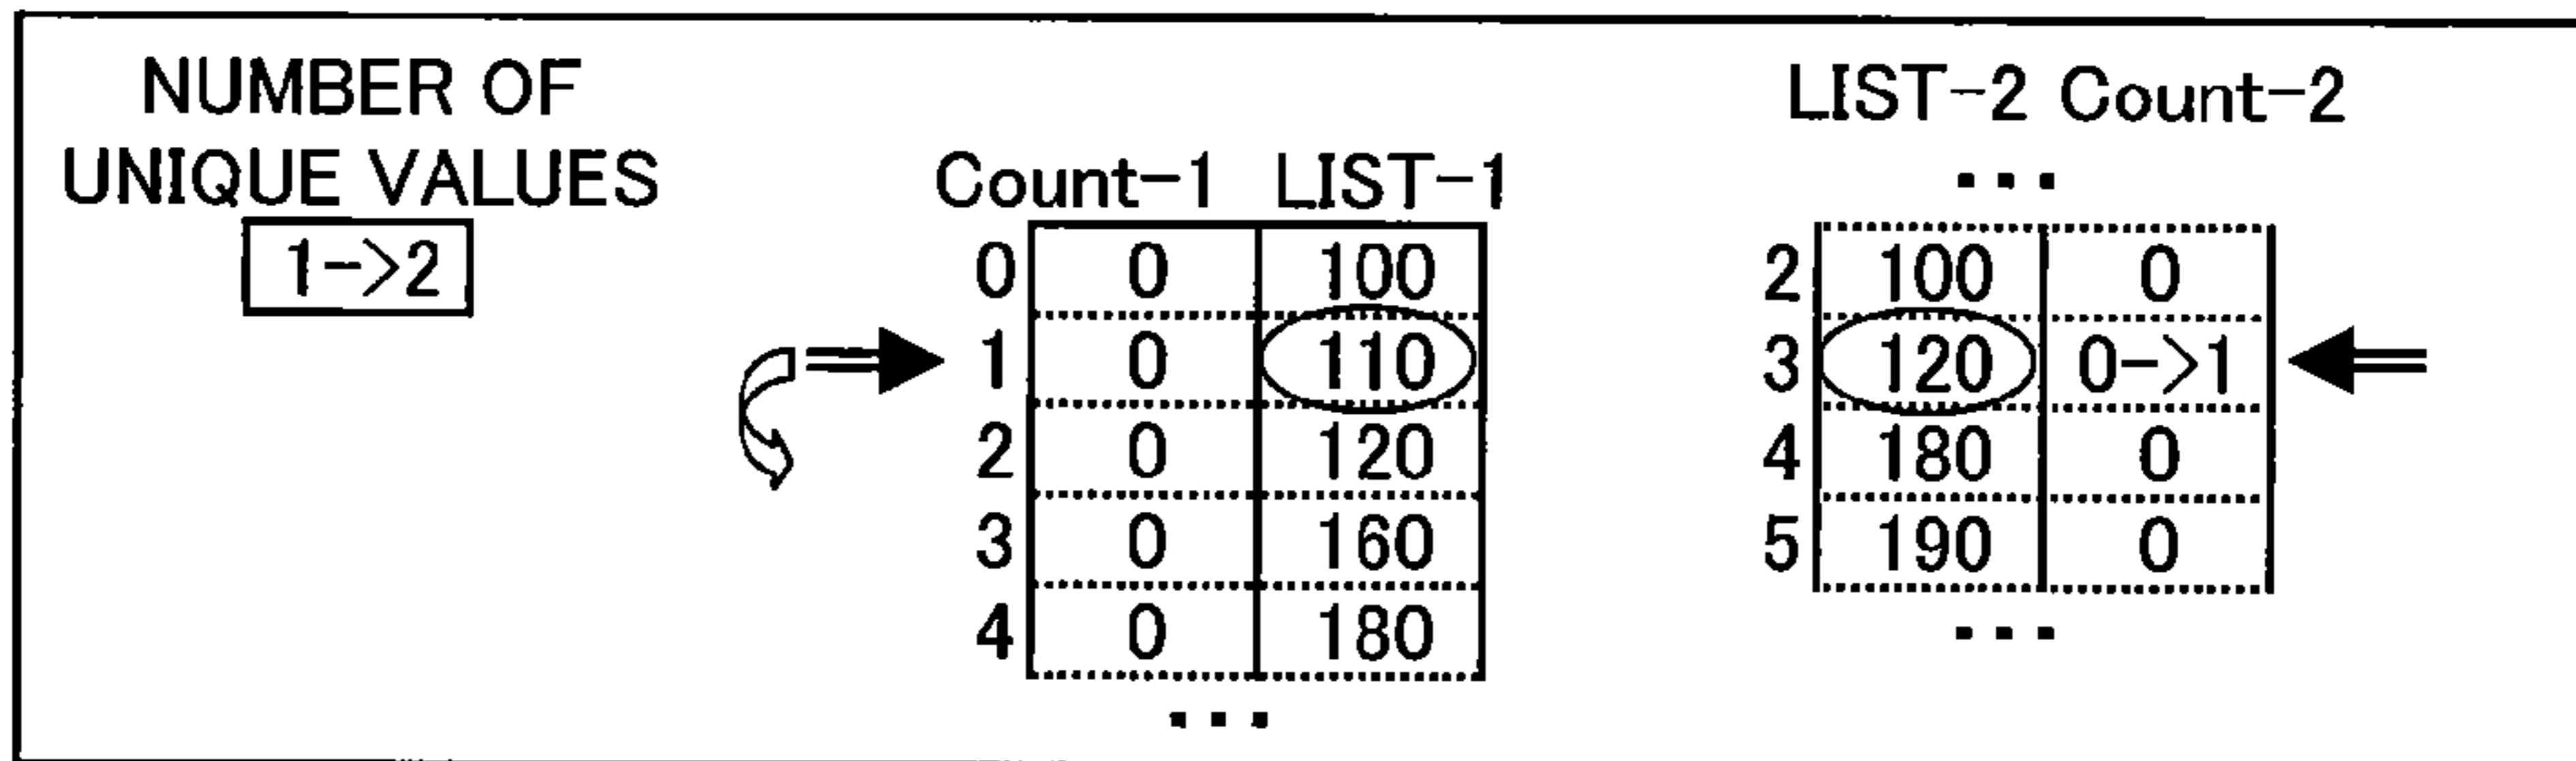 NUMBER OF
UNIQUE VALUES
1->2
Count-1 LIST-1
0 0 100
1 0 110
2 0 120
3 0 160
4 0 180
...
LIST-2 Count-2
...
2 100 0
3 120 0->1
4 180 0
5 190 0
...